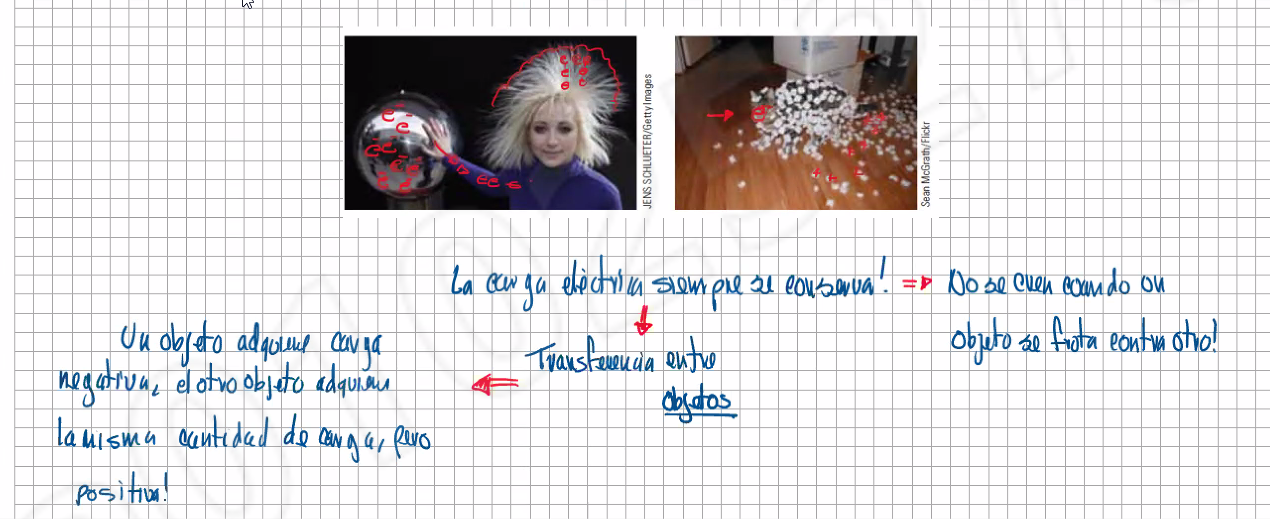 JENS SCHLUETER/Getty Images
Sean McGrath/Flickr
La carga eléctrica siempre se conserva! => No se crea cuando un
objeto se frota contra otro!
Transferencia entre
objetos
Un objeto adquiere carga
negativa, el otro objeto adquiere
la misma cantidad de carga, pero
positiva!